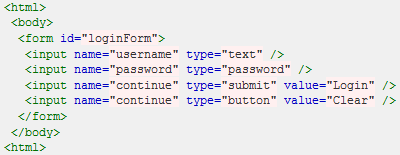 <html>
<body>
<form id="loginForm">
<input name="username" type="text" />
<input name="password" type="password" />
<input name="continue" type="submit" value="Login" />
<input name="continue" type="button" value="Clear" />
</form>
</body>
<html>